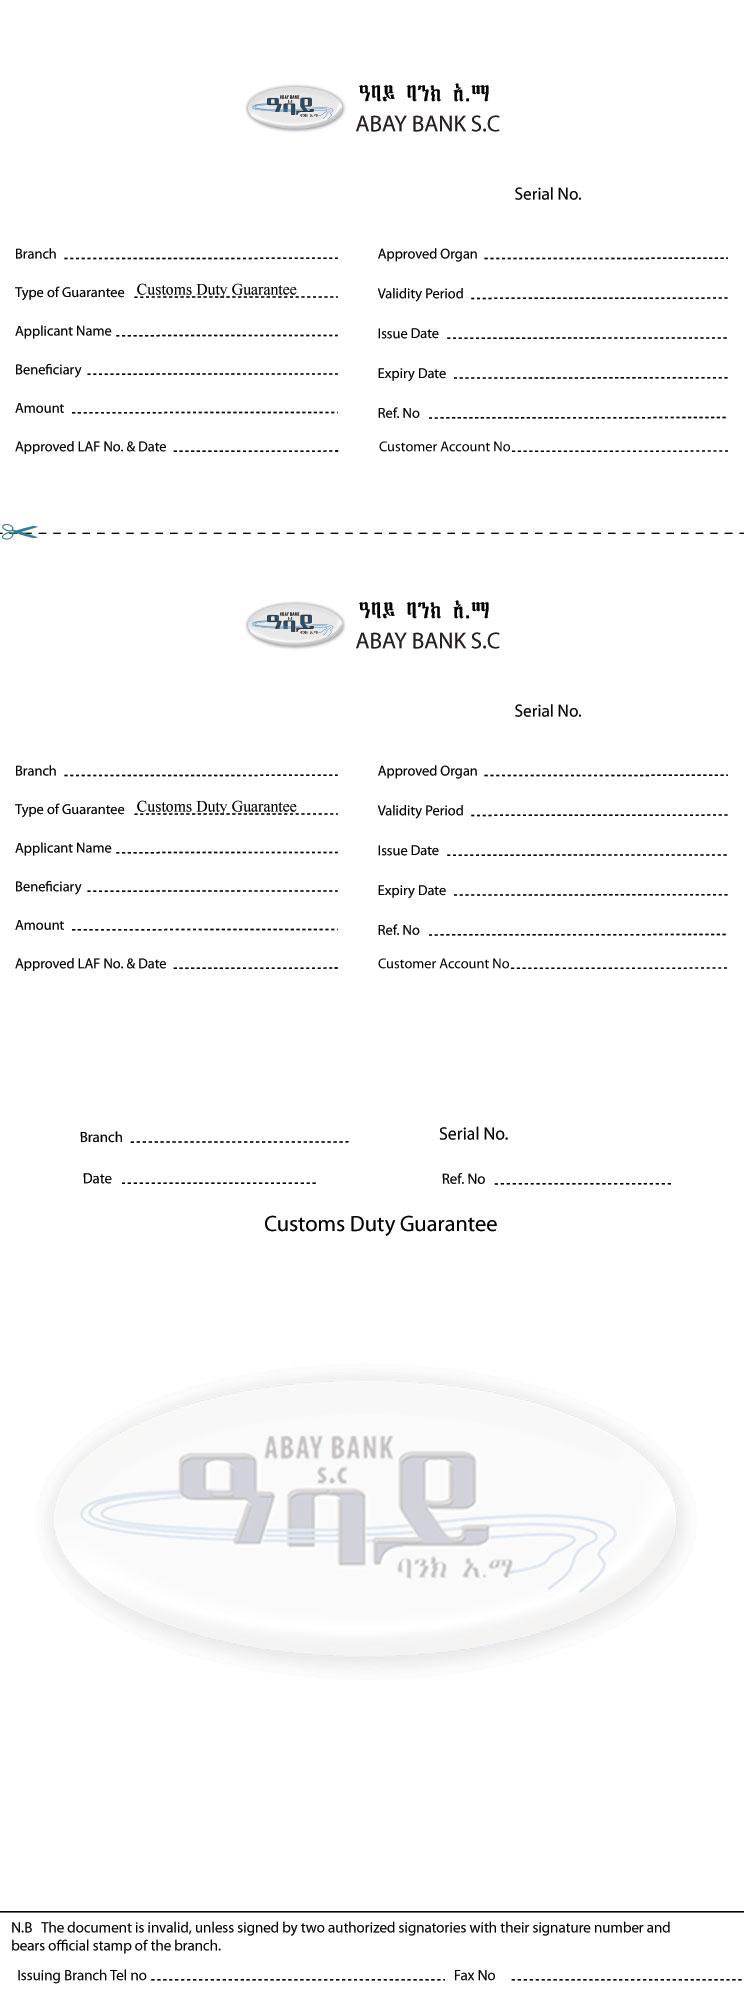 ABAY BANK
ዓባይ
ባንክ አ.ማ
ዓባይ ባንክ አ.ማ
ABAY BANK S.C
Serial No.
Branch
Approved Organ
Type of Guarantee Customs Duty Guarantee
Validity Period
Applicant Name
Issue Date
Beneficiary
Expiry Date
Amount
Ref. No
Approved LAF No. & Date
Customer Account No
ABAY BANK
ዓባይ
ባንክ አ.ማ
ዓባይ ባንክ አ.ማ
ABAY BANK S.C
Serial No.
Branch
Approved Organ
Type of Guarantee Customs Duty Guarantee
Validity Period
Applicant Name
Issue Date
Beneficiary
Expiry Date
Amount
Ref. No
Approved LAF No. & Date
Customer Account No
Branch
Serial No.
Date
Ref. No
Customs Duty Guarantee
ABAY BANK
S.C
ዓባይ
ባንክ አ.ማ
N.B The document is invalid, unless signed by two authorized signatories with their signature number and
bears official stamp of the branch.
Issuing Branch Tel no
Fax No